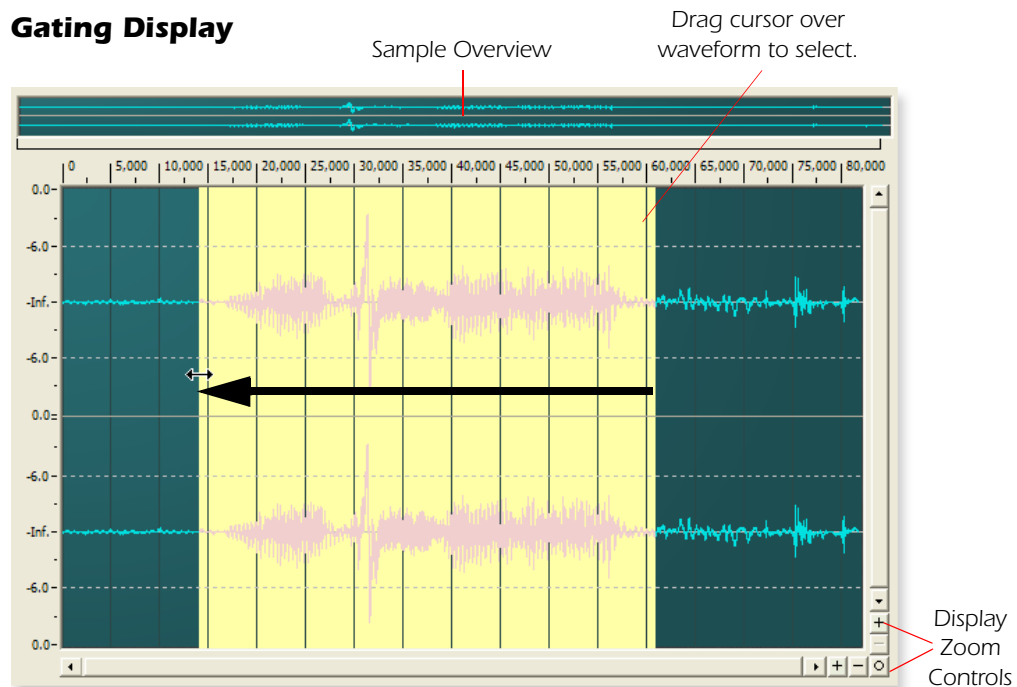 Gating Display
Sample Overview
Drag cursor over
waveform to select.
0 5,000 10,000 15,000 20,000 25,000 30,000 35,000 40,000 45,000 50,000 55,000 60,000 65,000 70,000 75,000 80,000
0.0
-6.0
-Inf.
-6.0
0.0
-6.0
-Inf.
-6.0
0.0
Display
Zoom
Controls